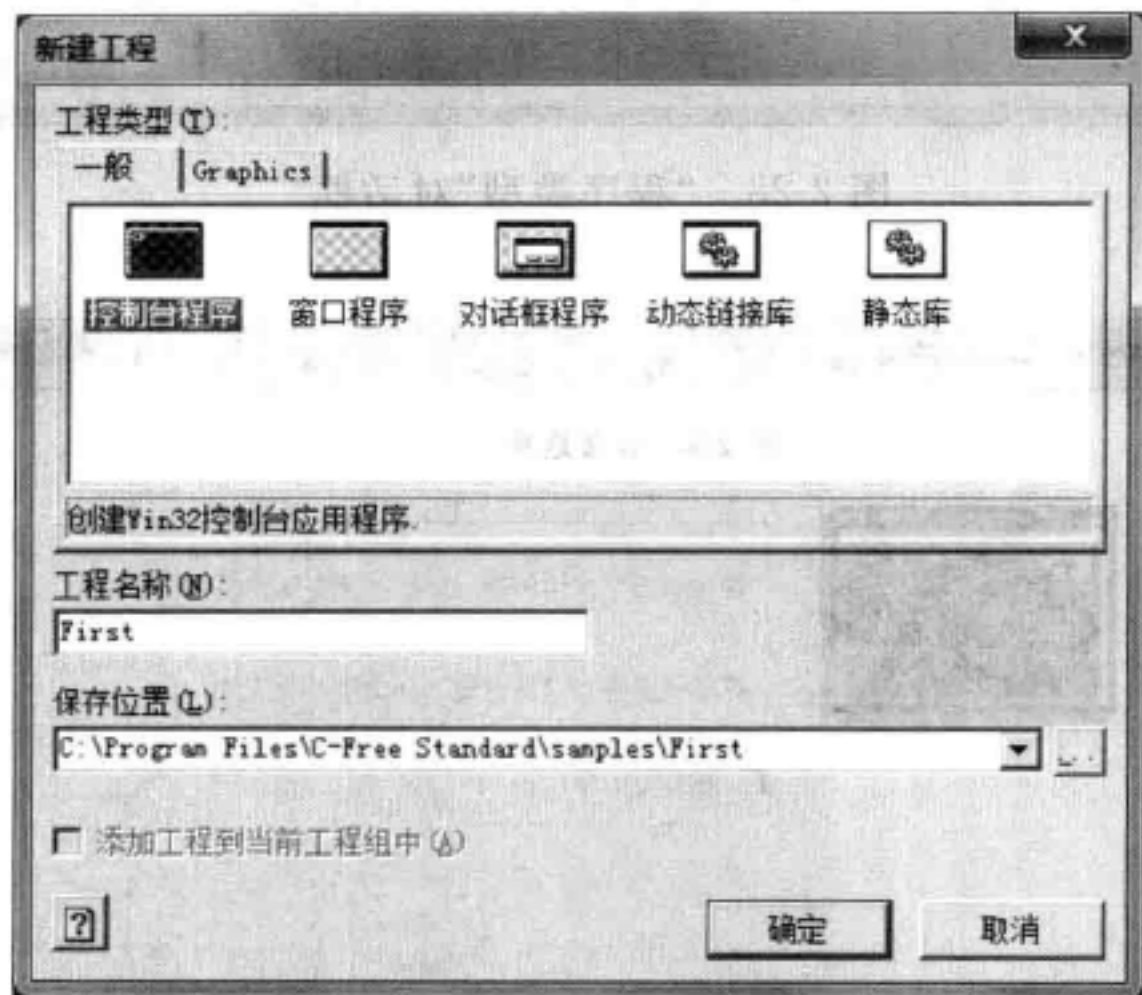 新建工程
工程类型(T):
一般 Graphics
控制台程序 窗口程序 对话框程序 动态链接库 静态库
创建Win32控制台应用程序.
工程名称(N):
First
保存位置(L):
C:\Program Files\C-Free Standard\samples\First
添加工程到当前工程组中(A)
确定 取消